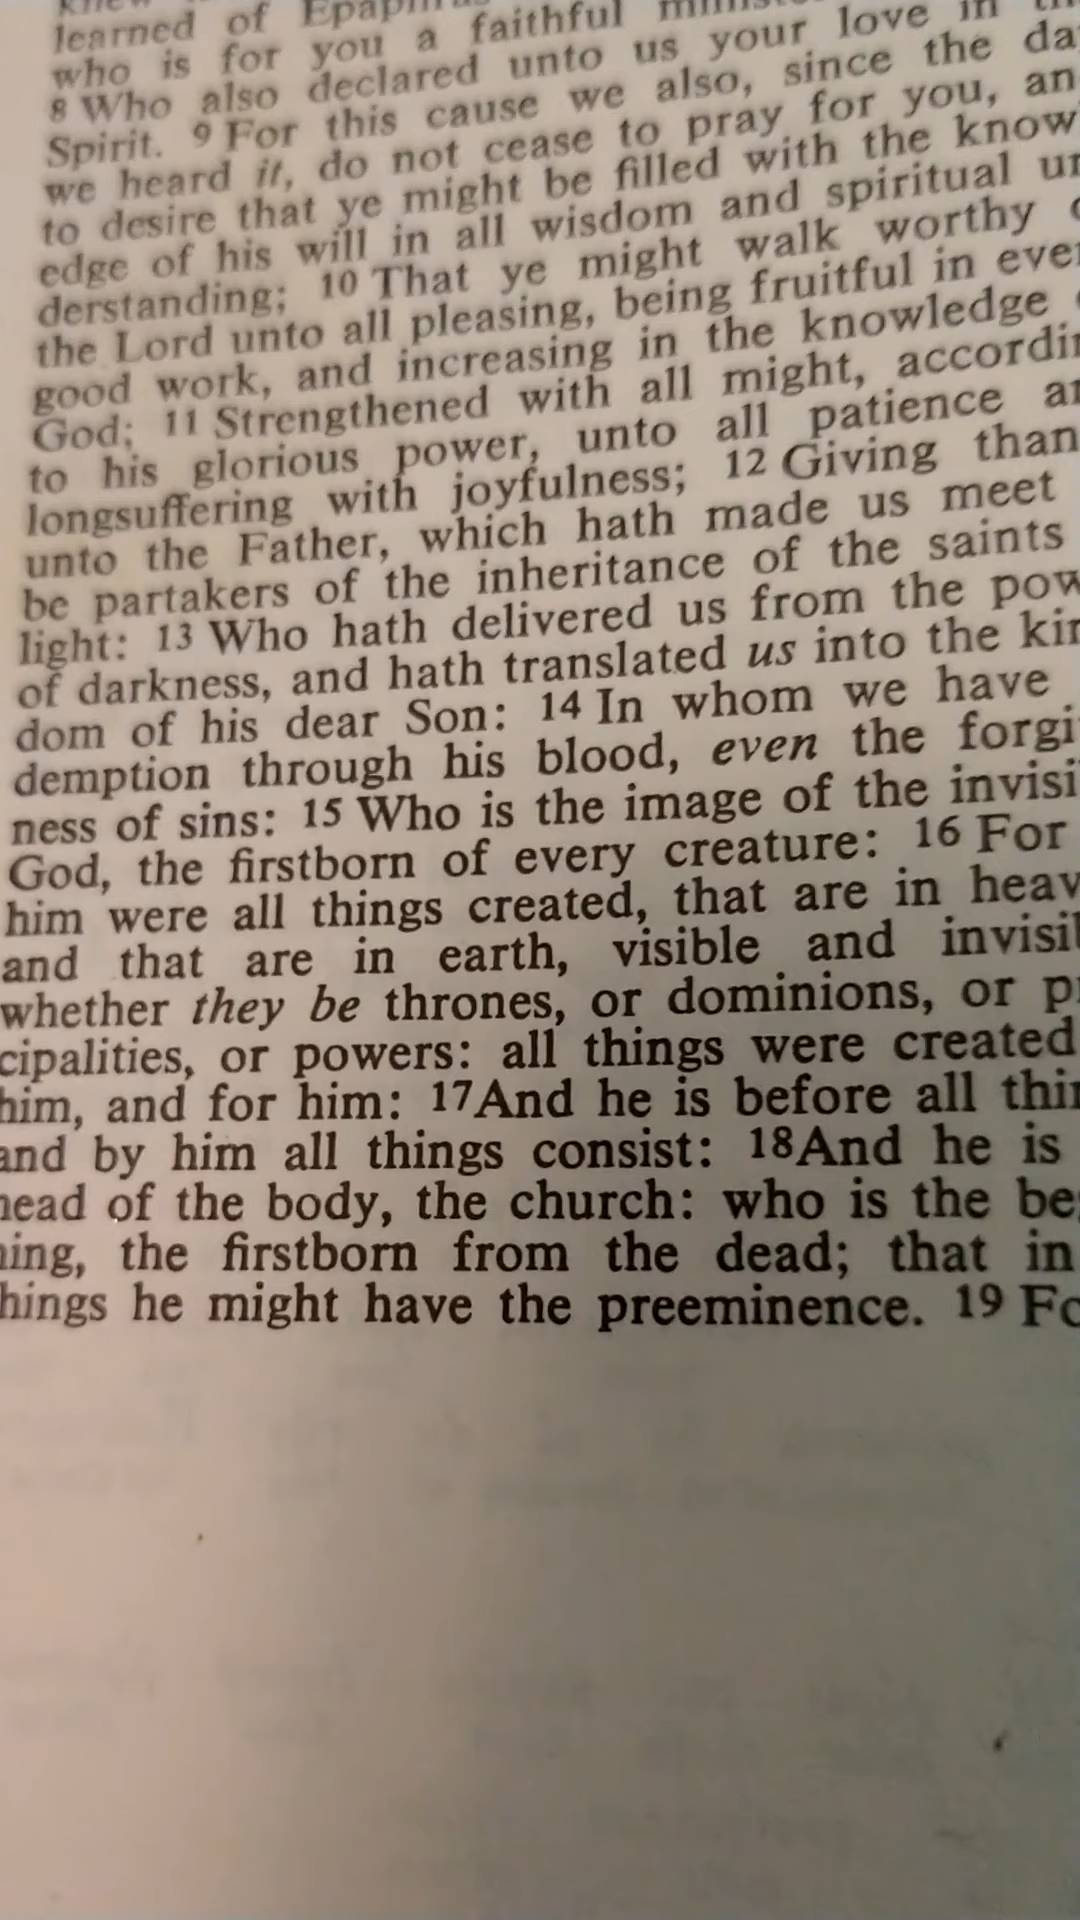 learned of
who is for you a faithful
8 Who also declared unto us your love in
Spirit. 9 For this cause we also, since the da
we heard it, do not cease to pray for you, an
to desire that ye might be filled with the know
edge of his will in all wisdom and spiritual un
derstanding; 10 That ye might walk worthy
the Lord unto all pleasing, being fruitful in ever
good work, and increasing in the knowledge
God; 11 Strengthened with all might, accordin
to his glorious power, unto all patience an
longsuffering with joyfulness; 12 Giving than
unto the Father, which hath made us meet
be partakers of the inheritance of the saints
light: 13 Who hath delivered us from the pow
of darkness, and hath translated us into the kin
dom of his dear Son: 14 In whom we have
demption through his blood, even the forgi
ness of sins: 15 Who is the image of the invisi
God, the firstborn of every creature: 16 For
him were all things created, that are in heav
and that are in earth, visible and invisil
whether they be thrones, or dominions, or pr
cipalities, or powers: all things were created
him, and for him: 17 And he is before all thin
and by him all things consist: 18 And he is
head of the body, the church: who is the be
ning, the firstborn from the dead; that in
hings he might have the preeminence. 19 Fo